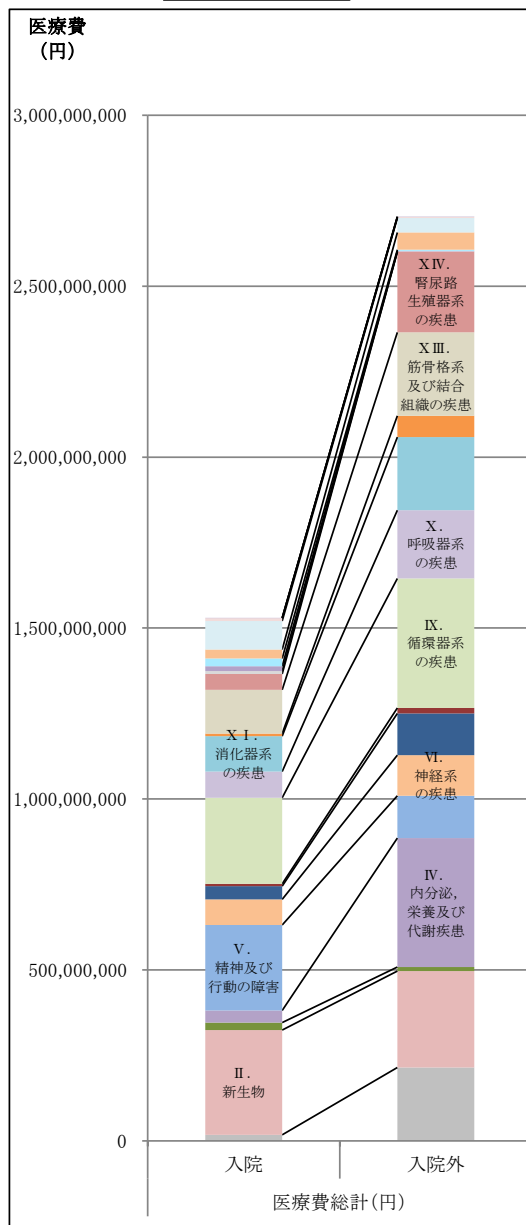 医療費
(円)
3,000,000,000
2,500,000,000
2,000,000,000
1,500,000,000
1,000,000,000
500,000,000
0
ⅩⅣ.
腎尿路
生殖器系
の疾患
ⅩⅢ.
筋骨格系
及び結合
組織の疾患
Ⅹ.
呼吸器系
の疾患
Ⅸ.
循環器系
の疾患
ⅩⅠ.
消化器系
の疾患
Ⅵ.
神経系
の疾患
Ⅳ.
内分泌,
栄養及び
代謝疾患
Ⅴ.
精神及び
行動の障害
Ⅱ.
新生物
入院
入院外
医療費総計(円)